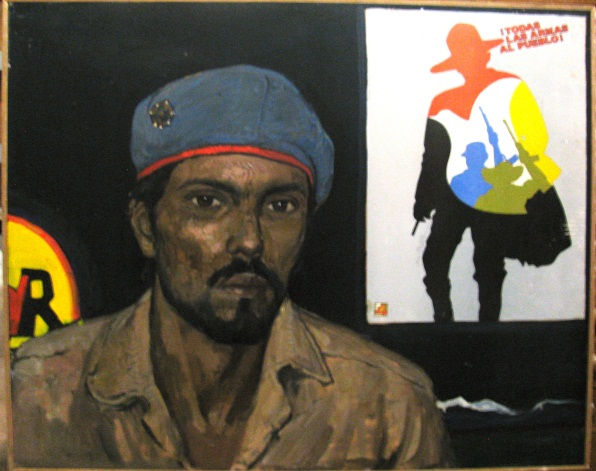 ¡TODAS
LAS ARMAS
AL PUEBLO!
R